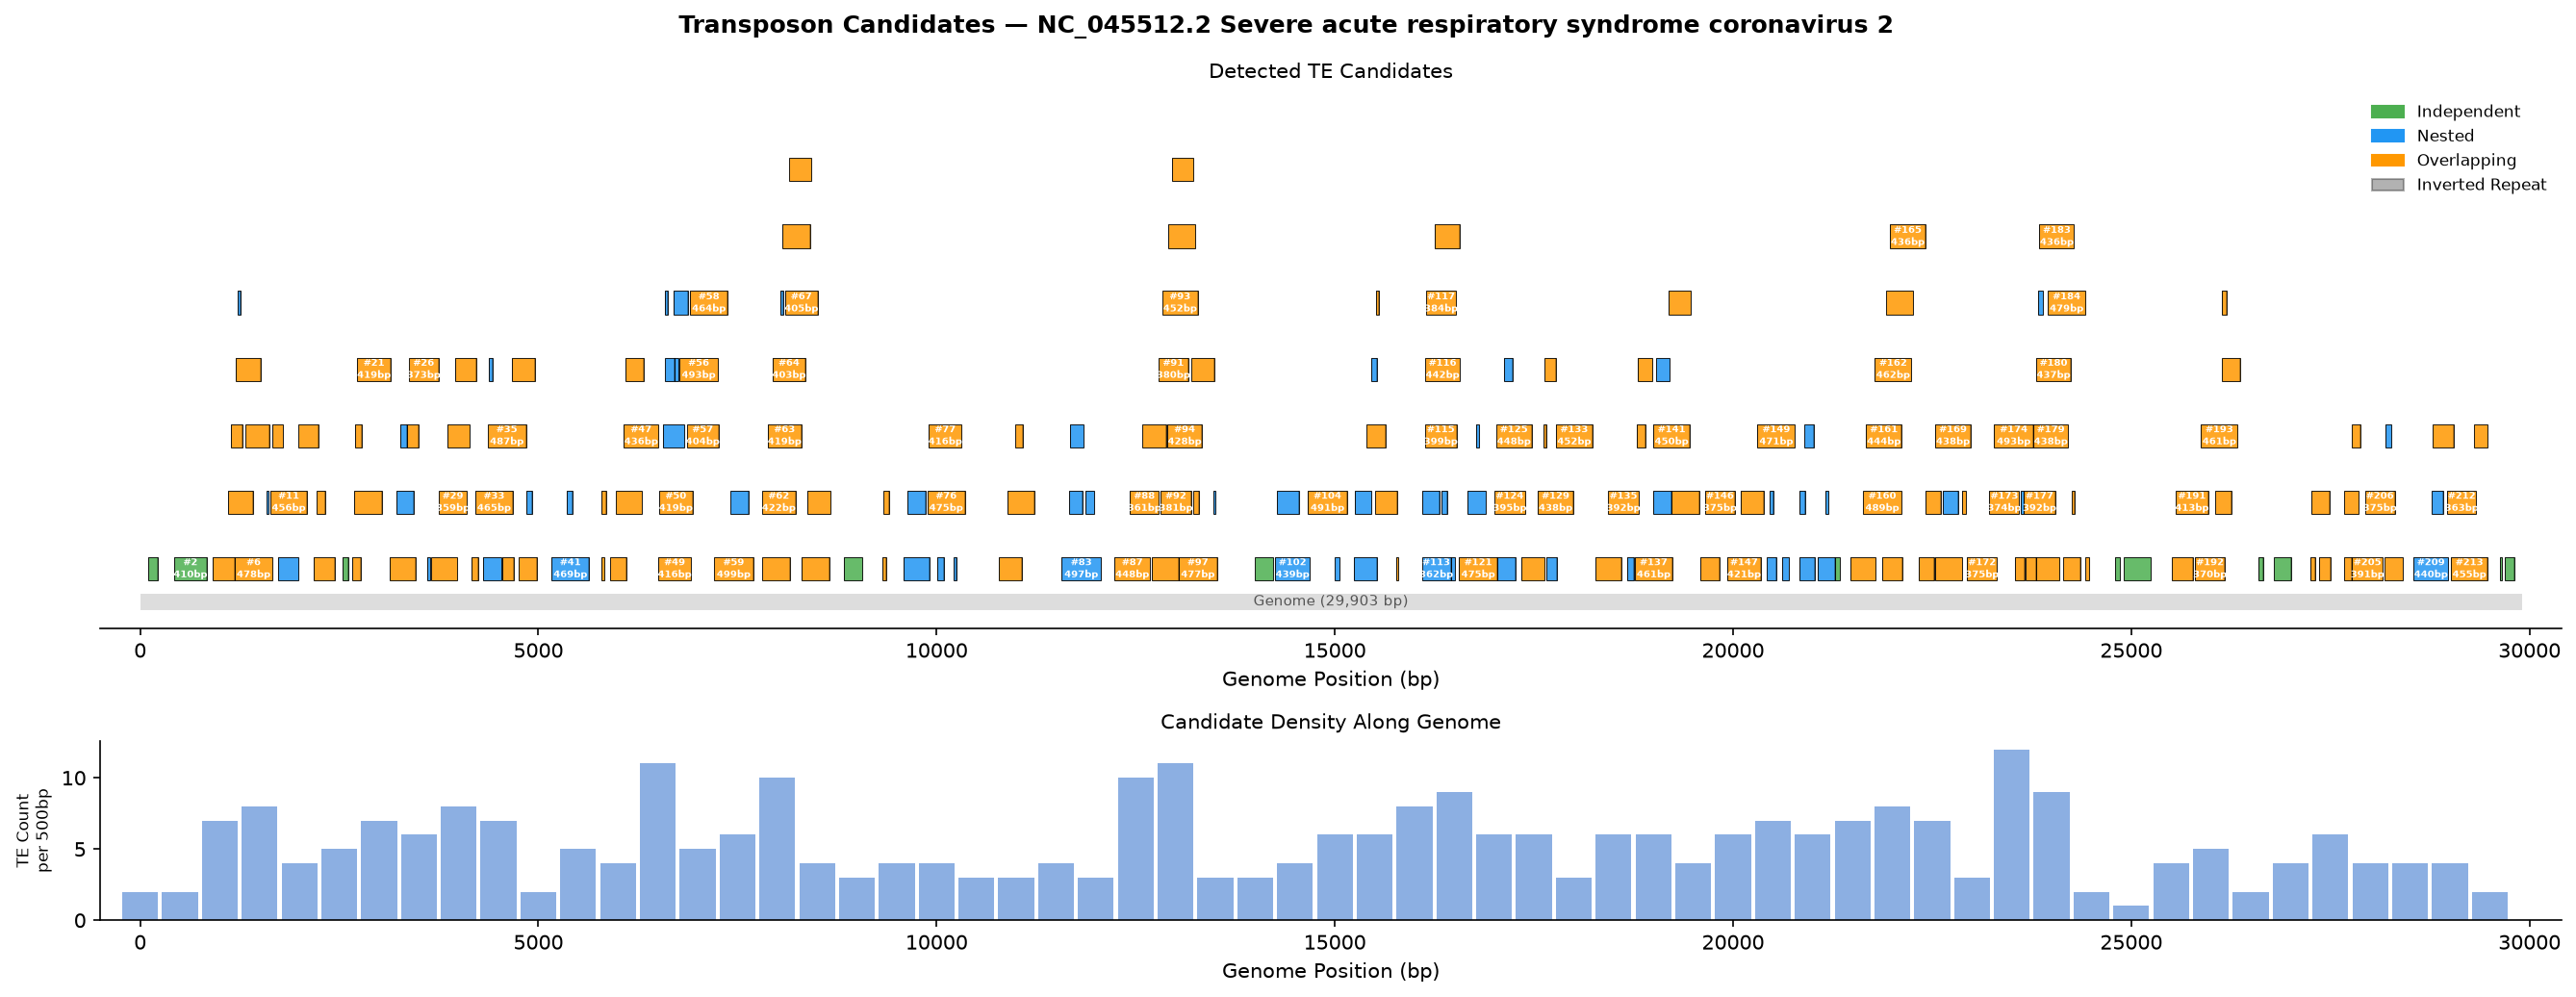 Transposon Candidates — NC_045512.2 Severe acute respiratory syndrome coronavirus 2
Detected TE Candidates
Independent
Nested
Overlapping
Inverted Repeat
#165
436bp
#183
436bp
#58
464bp
#67
405bp
#93
452bp
#117
384bp
#184
479bp
#21
419bp
#26
373bp
#56
493bp
#64
403bp
#91
380bp
#116
442bp
#162
462bp
#180
437bp
#35
487bp
#47
436bp
#57
404bp
#63
419bp
#77
416bp
#94
428bp
#115
399bp
#125
448bp
#133
452bp
#141
450bp
#149
471bp
#161
444bp
#169
438bp
#174
493bp
#179
438bp
#193
461bp
#11
456bp
#29
359bp
#33
465bp
#50
419bp
#62
422bp
#76
475bp
#88
361bp
#92
381bp
#104
491bp
#124
395bp
#129
438bp
#135
392bp
#146
375bp
#160
489bp
#173
374bp
#177
392bp
#191
413bp
#206
375bp
#212
363bp
#2
410bp
#6
478bp
#41
469bp
#49
416bp
#59
499bp
#83
497bp
#87
448bp
#97
477bp
#102
439bp
#113
362bp
#121
475bp
#137
461bp
#147
421bp
#172
375bp
#192
370bp
#205
391bp
#209
440bp
#213
455bp
Genome (29,903 bp)
0 5000 10000 15000 20000 25000 30000
Genome Position (bp)
Candidate Density Along Genome
TE Count
per 500bp
10
5
0
0 5000 10000 15000 20000 25000 30000
Genome Position (bp)